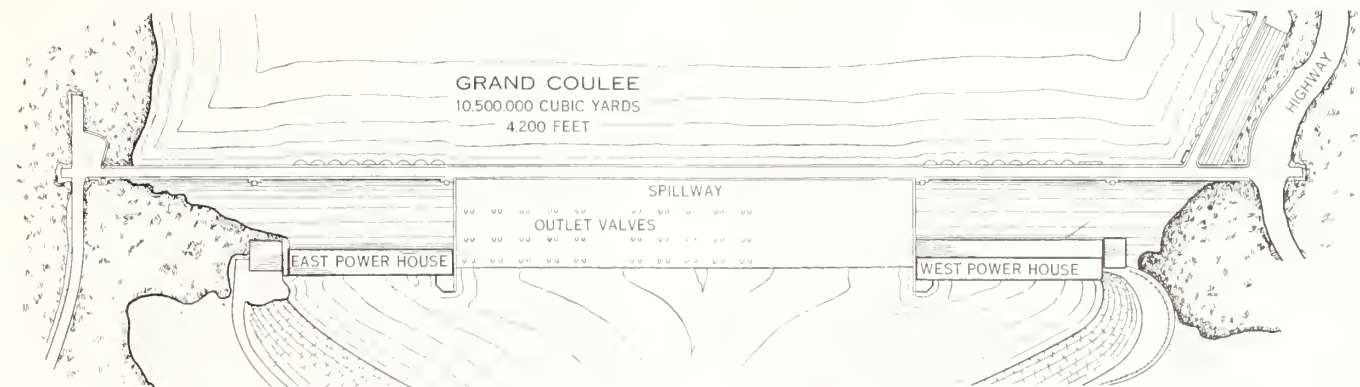 GRAND COULEE
10,500,000 CUBIC YARDS
4,200 FEET
HIGHWAY
SPILLWAY
OUTLET VALVES
EAST POWER HOUSE
WEST POWER HOUSE